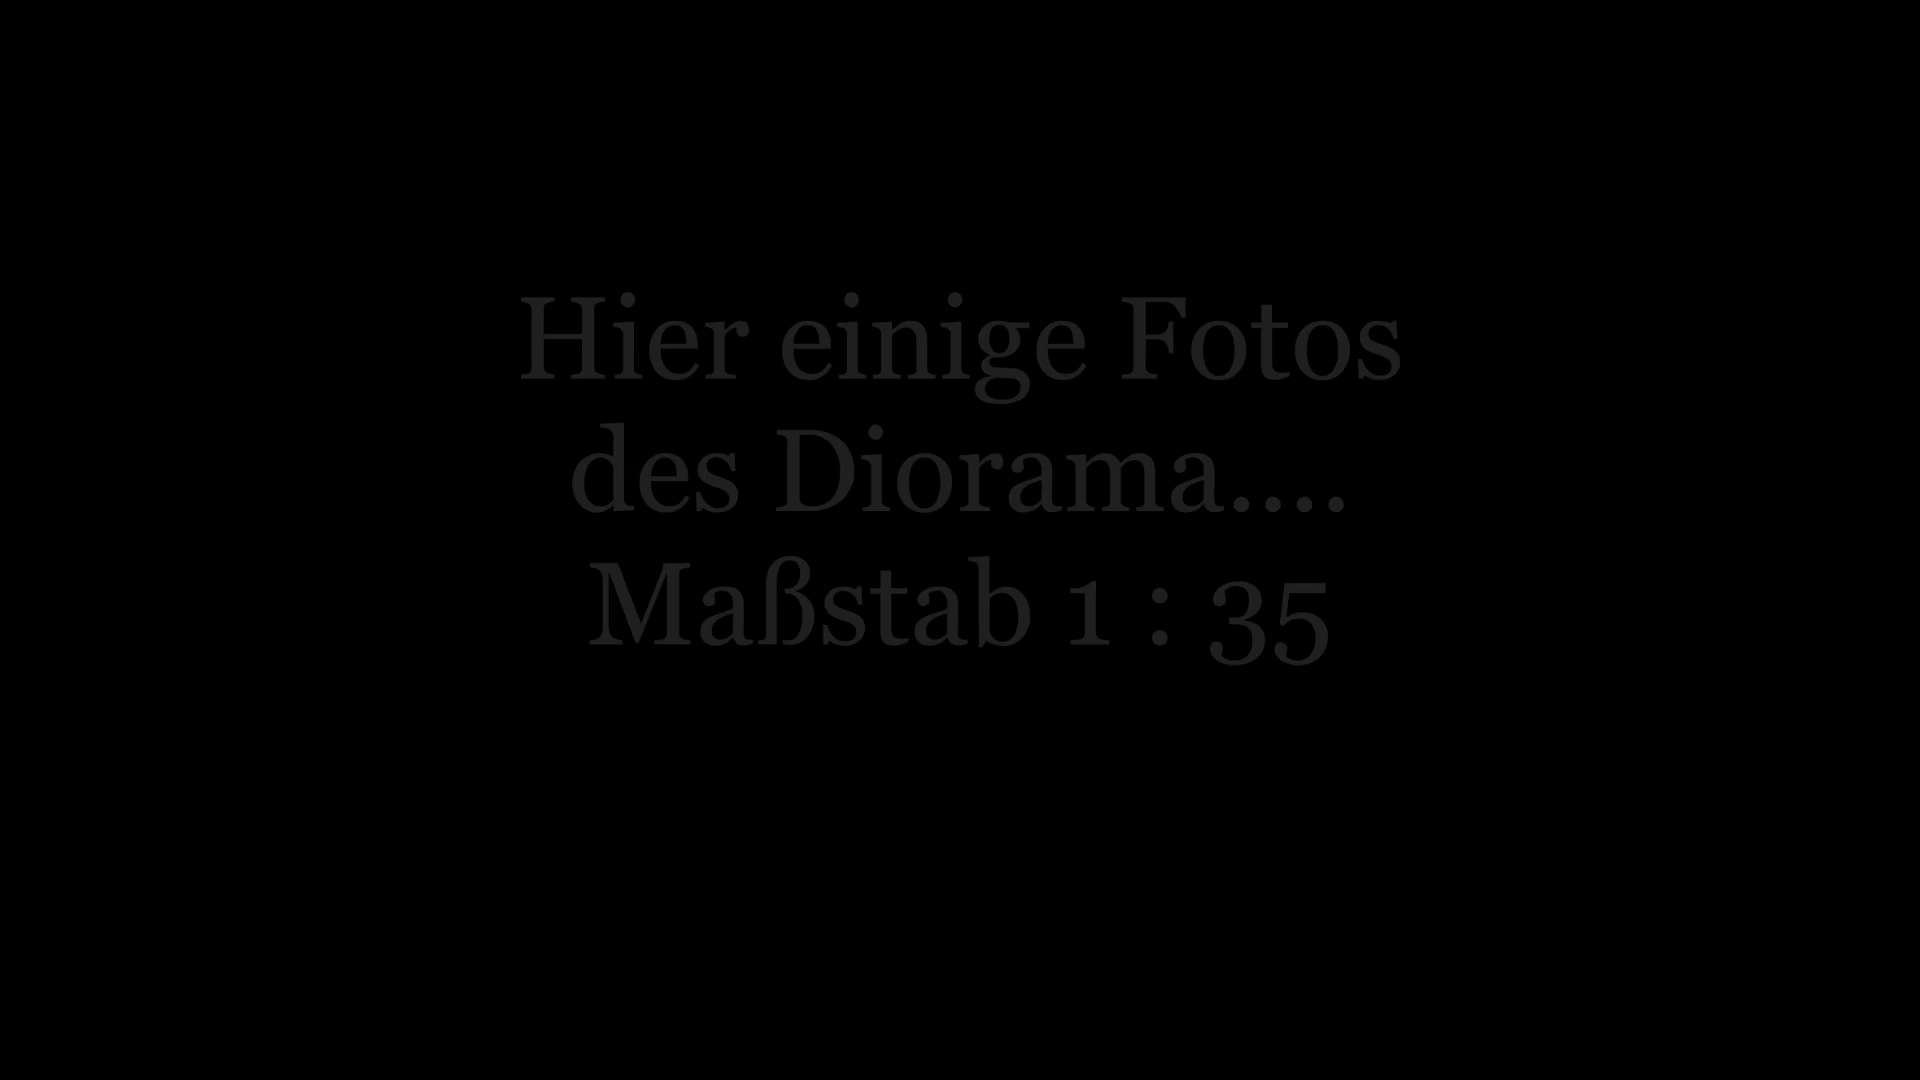 Hier einige Fotos
des Diorama....
Maßstab 1 : 35